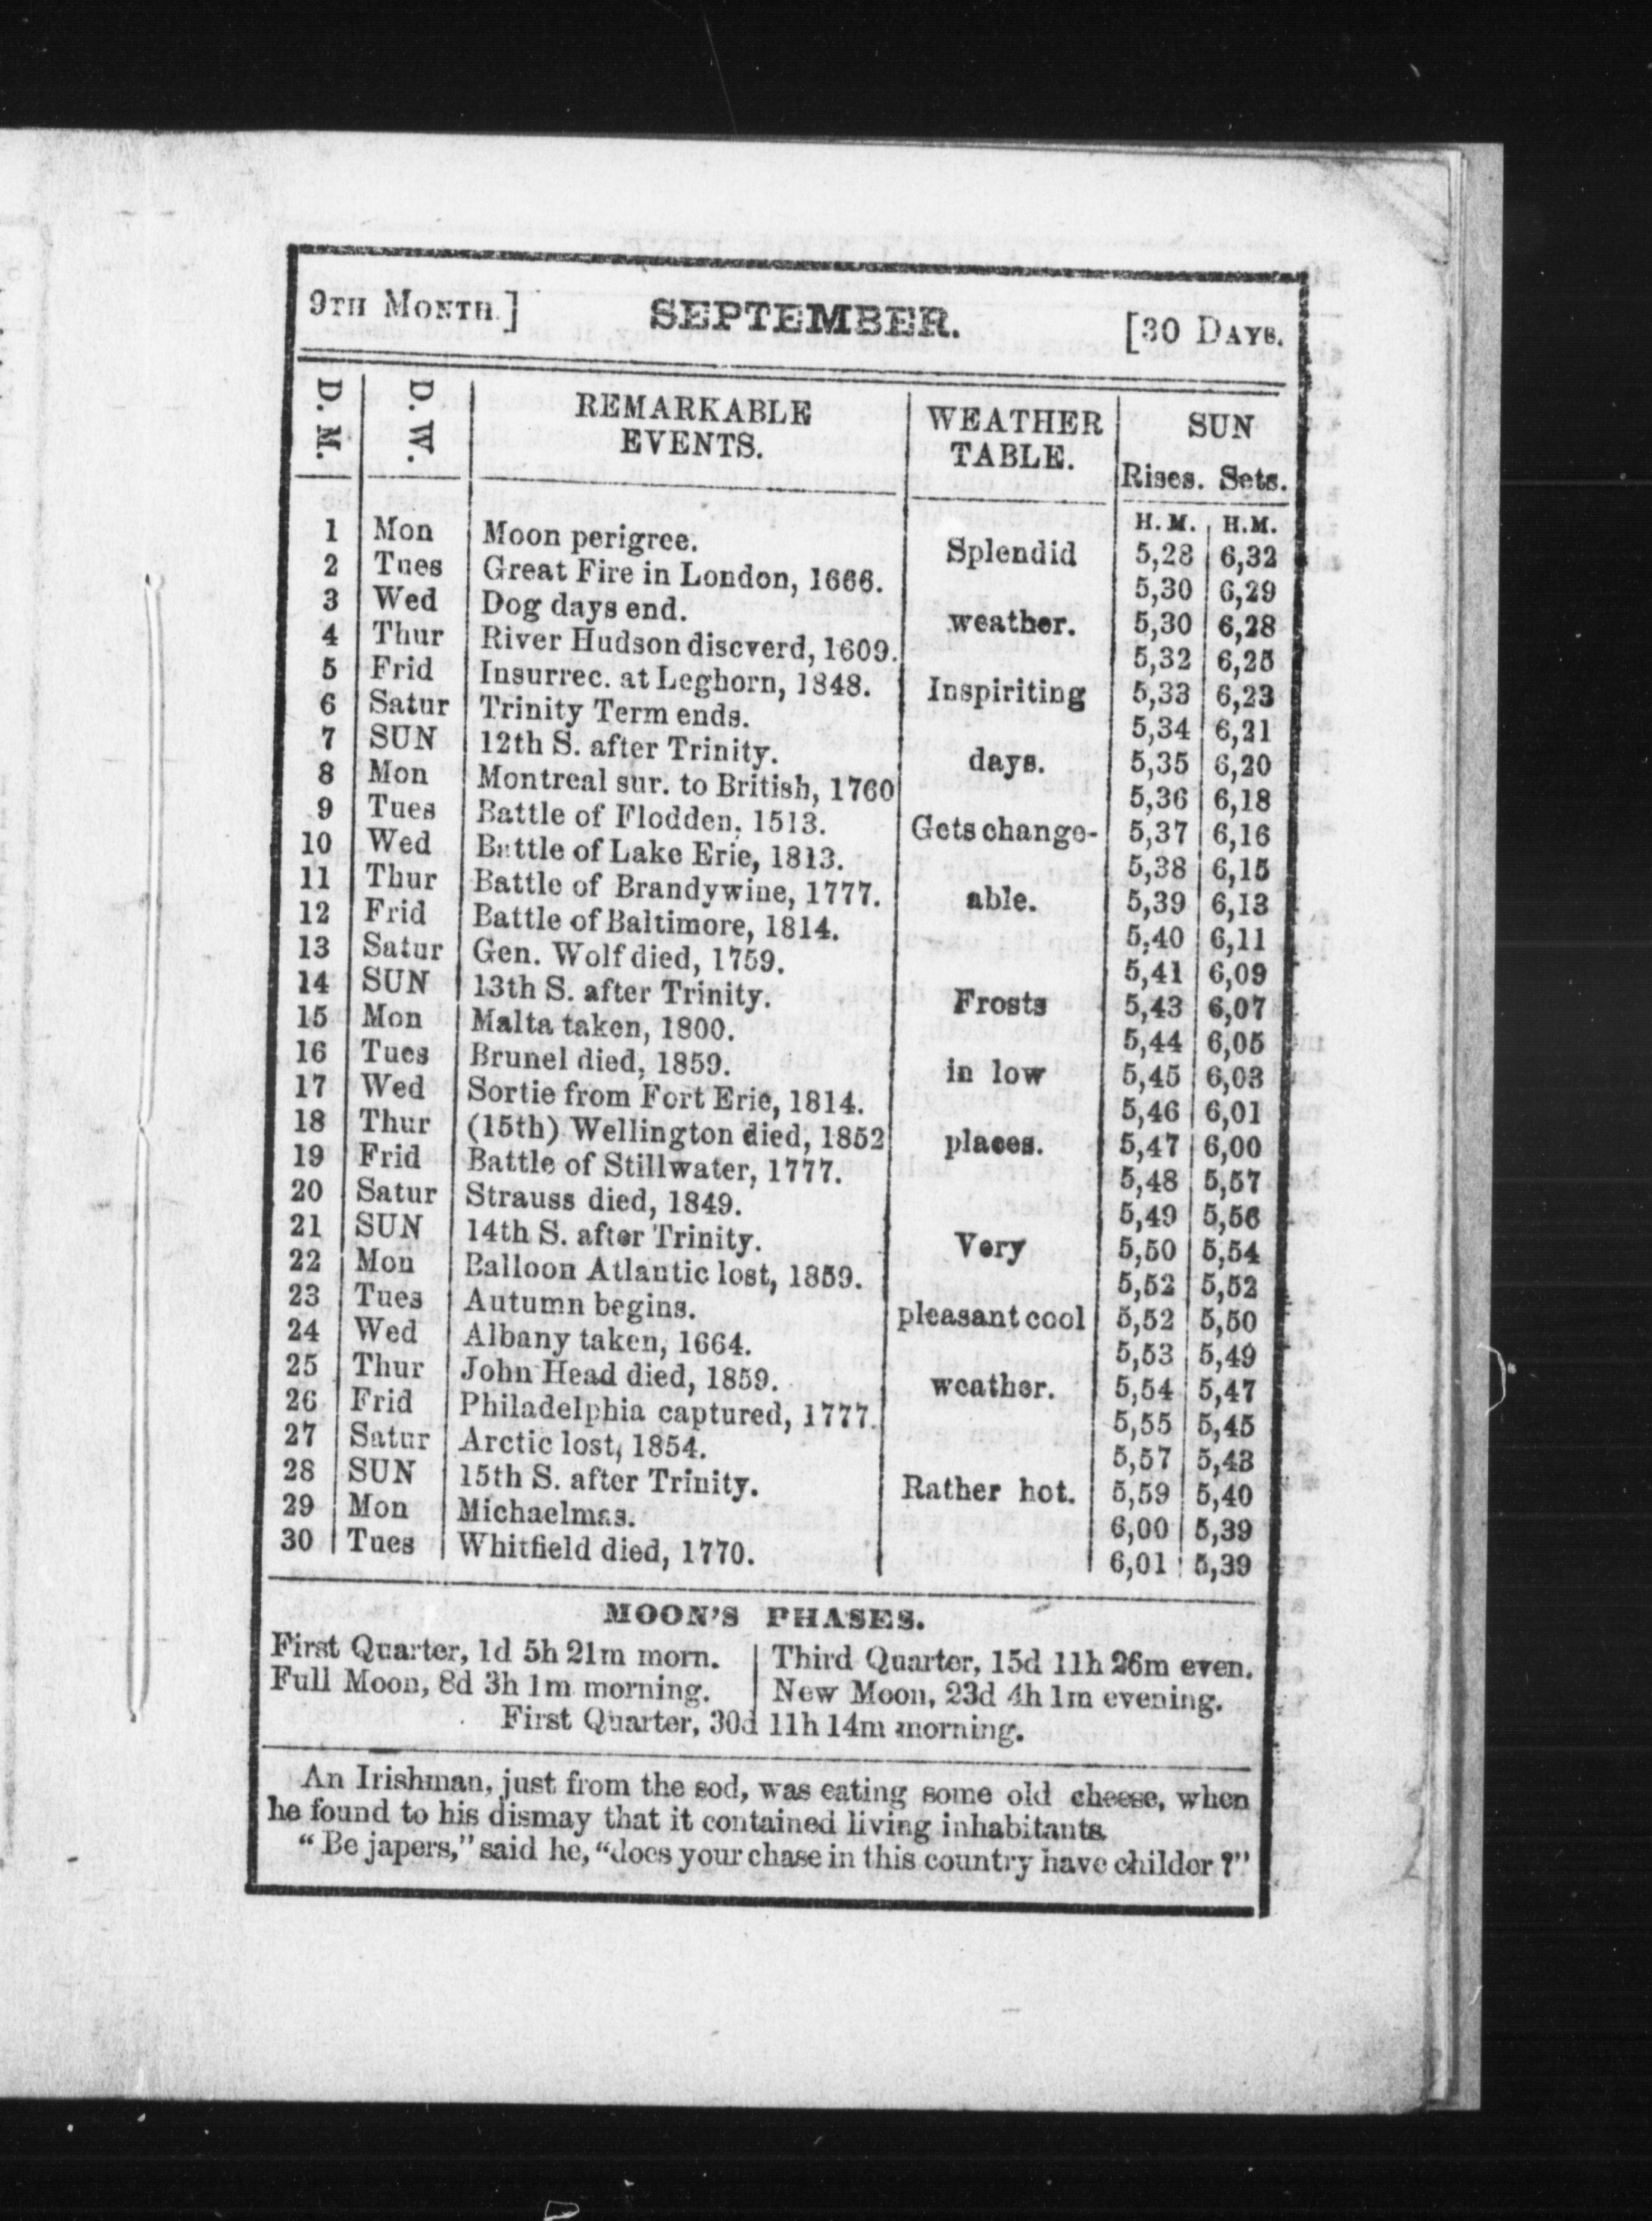 9TH MONTH.] SEPTEMBER. [30 DAYS.
D. M. D. W. REMARKABLE EVENTS. WEATHER TABLE. SUN Rises. Sets.
H. M. H.M.
1 Mon Moon perigree. Splendid 5,28 6,32
2 Tues Great Fire in London, 1666. 5,30 6,29
3 Wed Dog days end. weather. 5,30 6,28
4 Thur River Hudson discverd, 1609. 5,32 6,25
5 Frid Insurrec. at Leghorn, 1848. Inspiriting 5,33 6,23
6 Satur Trinity Term ends. 5,34 6,21
7 SUN 12th S. after Trinity. days. 5,35 6,20
8 Mon Montreal sur. to British, 1760 5,36 6,18
9 Tues Battle of Flodden, 1513. Gets change- 5,37 6,16
10 Wed Battle of Lake Erie, 1813. 5,38 6,15
11 Thur Battle of Brandywine, 1777. able. 5,39 6,13
12 Frid Battle of Baltimore, 1814. 5,40 6,11
13 Satur Gen. Wolf died, 1759. 5,41 6,09
14 SUN 13th S. after Trinity. Frosts 5,43 6,07
15 Mon Malta taken, 1800. 5,44 6,05
16 Tues Brunel died, 1859. in low 5,45 6,03
17 Wed Sortie from Fort Erie, 1814. 5,46 6,01
18 Thur (15th) Wellington died, 1852 places. 5,47 6,00
19 Frid Battle of Stillwater, 1777. 5,48 5,57
20 Satur Strauss died, 1849. 5,49 5,56
21 SUN 14th S. after Trinity. Very 5,50 5,54
22 Mon Balloon Atlantic lost, 1859. 5,52 5,52
23 Tues Autumn begins. pleasant cool 5,52 5,50
24 Wed Albany taken, 1664. 5,53 5,49
25 Thur John Head died, 1859. weather. 5,54 5,47
26 Frid Philadelphia captured, 1777. 5,55 5,45
27 Satur Arctic lost, 1854. 5,57 5,43
28 SUN 15th S. after Trinity. Rather hot. 5,59 5,40
29 Mon Michaelmas. 6,00 5,39
30 Tues Whitfield died, 1770. 6,01 5,39
MOON'S PHASES.
First Quarter, 1d 5h 21m morn. Third Quarter, 15d 11h 26m even.
Full Moon, 8d 3h 1m morning. New Moon, 23d 4h 1m evening.
First Quarter, 30d 11h 14m morning.
An Irishman, just from the sod, was eating some old cheese, when
he found to his dismay that it contained living inhabitants.
"Be japers," said he, "does your chase in this country have childer?"